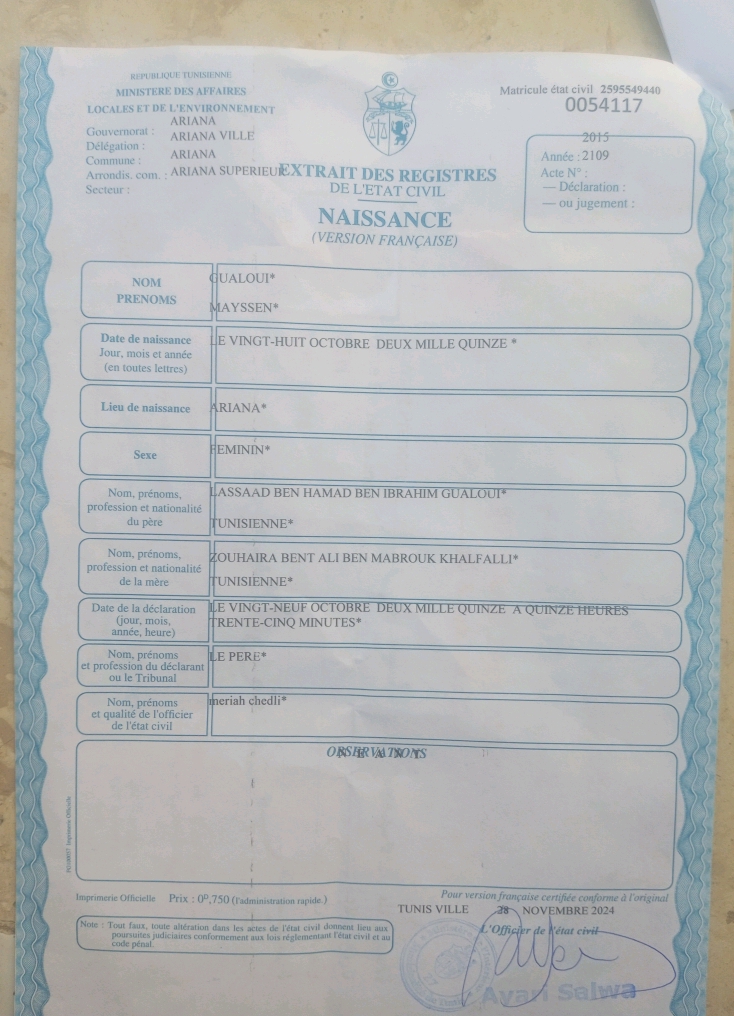 REPUBLIQUE TUNISIENNE
MINISTERE DES AFFAIRES
LOCALES ET DE L'ENVIRONNEMENT
Gouvernorat : ARIANA
Délégation : ARIANA VILLE
Commune : ARIANA
Arrondis. com. : ARIANA SUPERIEUR
Secteur :
Matricule état civil 2595549440
0054117
2015
Année : 2109
Acte N° :
— Déclaration :
— ou jugement :
EXTRAIT DES REGISTRES
DE L'ETAT CIVIL
NAISSANCE
(VERSION FRANÇAISE)
NOM GUALOUI*
PRENOMS MAYSSEN*
Date de naissance
Jour, mois et année
(en toutes lettres)
LE VINGT-HUIT OCTOBRE DEUX MILLE QUINZE *
Lieu de naissance ARIANA*
Sexe FEMININ*
Nom, prénoms,
profession et nationalité
du père
LASSAAD BEN HAMAD BEN IBRAHIM GUALOUI*
TUNISIENNE*
Nom, prénoms,
profession et nationalité
de la mère
ZOUHAIRA BENT ALI BEN MABROUK KHALFALLI*
TUNISIENNE*
Date de la déclaration
(jour, mois,
année, heure)
LE VINGT-NEUF OCTOBRE DEUX MILLE QUINZE A QUINZE HEURES
TRENTE-CINQ MINUTES*
Nom, prénoms
et profession du déclarant
ou le Tribunal
LE PERE*
Nom, prénoms
et qualité de l'officier
de l'état civil
meriah chedli*
OBSERVATIONS
N E A N T
Imprimerie Officielle Prix : 0ᴰ,750 (l'administration rapide.)
Pour version française certifiée conforme à l'original
TUNIS VILLE 28 NOVEMBRE 2024
L'Officier de l'état civil
Note : Tout faux, toute altération dans les actes de l'état civil donnent lieu aux
poursuites judiciaires conformement aux lois réglementant l'état civil et au
code pénal.
Ayari Salwa